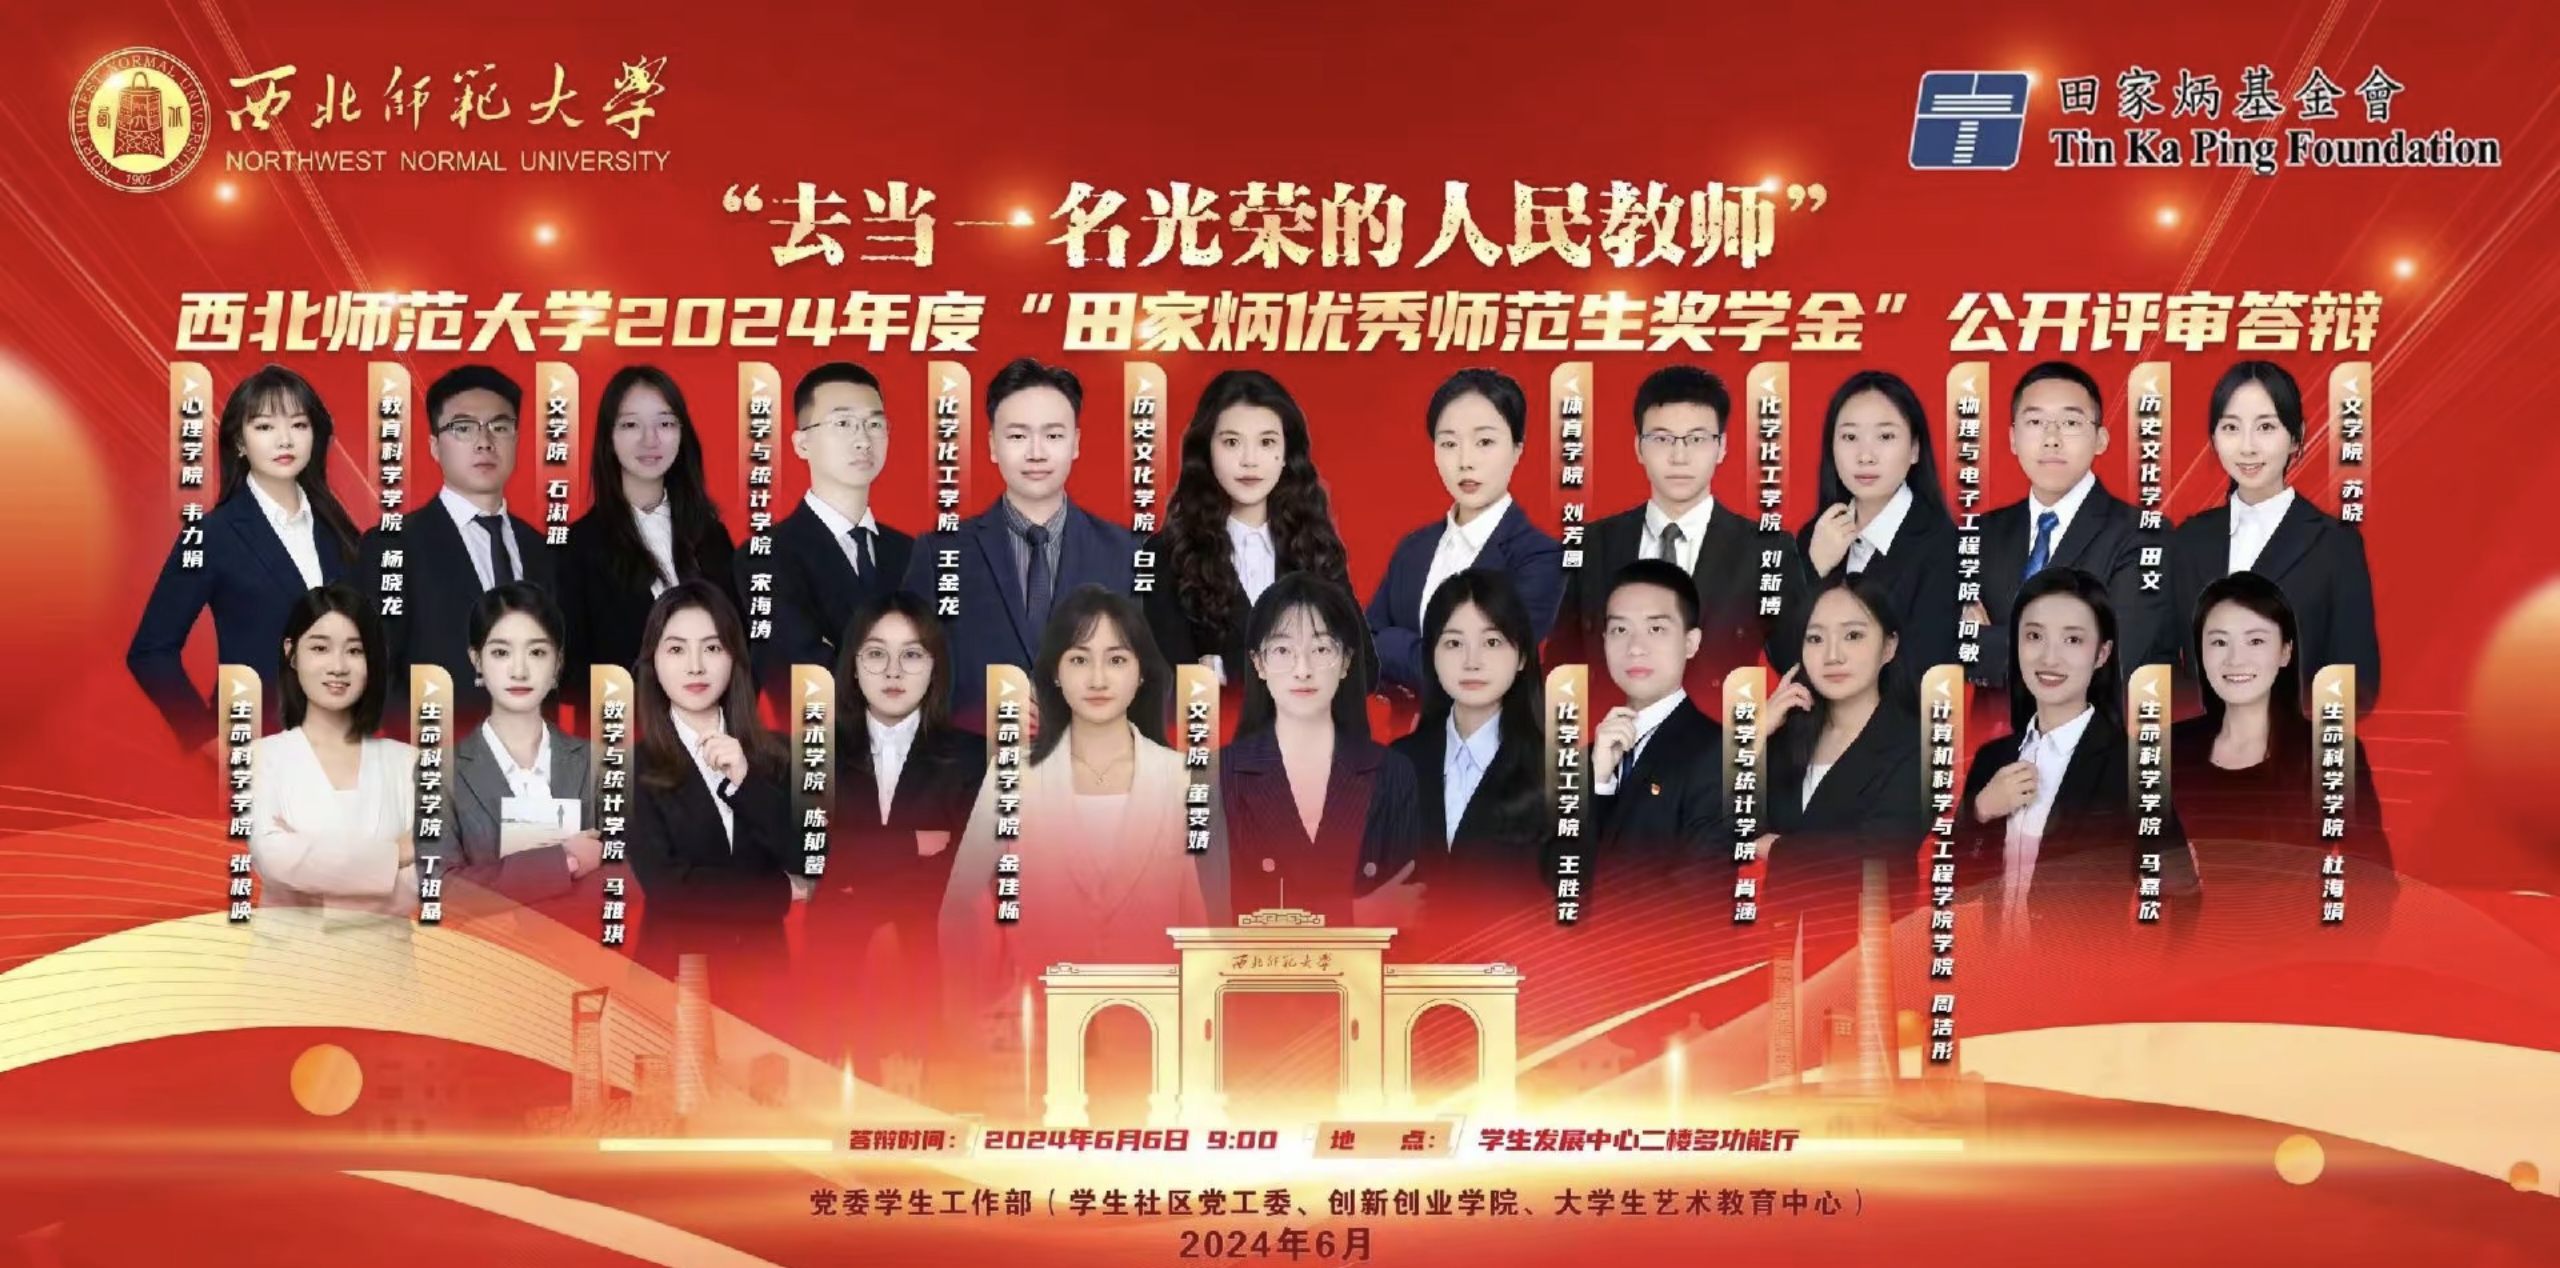 西北師範大學
NORTHWEST NORMAL UNIVERSITY
NORTHWEST NORMAL UNIVERSITY
1902
田家炳基金會
Tin Ka Ping Foundation
“去当一名光荣的人民教师”
西北师范大学2024年度“田家炳优秀师范生奖学金”公开评审答辩
心理学院 韦力娟
教育科学学院 杨晓龙
文学院 石淑雅
数学与统计学院 宋海涛
化学化工学院 王金龙
历史文化学院 白云
体育学院 刘芳圆
化学化工学院 刘新博
物理与电子工程学院 何敏
历史文化学院 田文
文学院 苏晓
生命科学学院 张根唤
生命科学学院 丁祖晶
数学与统计学院 马雅琪
美术学院 陈郁馨
生命科学学院 金佳栎
文学院 董雯婧
化学化工学院 王胜花
数学与统计学院 肖涵
计算机科学与工程学院学院 周洁彤
生命科学学院 马嘉欣
生命科学学院 杜海娟
西北師範大學
答辩时间： 2024年6月6日 9:00 地 点： 学生发展中心二楼多功能厅
党委学生工作部（学生社区党工委、创新创业学院、大学生艺术教育中心）
2024年6月